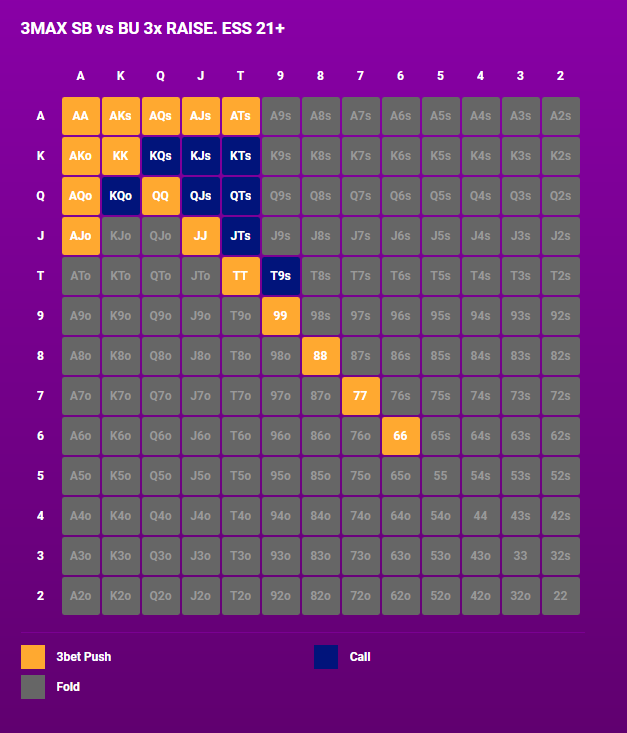 3MAX SB vs BU 3x RAISE. ESS 21+
A K Q J T 9 8 7 6 5 4 3 2
A AA AKs AQs AJs ATs A9s A8s A7s A6s A5s A4s A3s A2s
K AKo KK KQs KJs KTs K9s K8s K7s K6s K5s K4s K3s K2s
Q AQo KQo QQ QJs QTs Q9s Q8s Q7s Q6s Q5s Q4s Q3s Q2s
J AJo KJo QJo JJ JTs J9s J8s J7s J6s J5s J4s J3s J2s
T ATo KTo QTo JTo TT T9s T8s T7s T6s T5s T4s T3s T2s
9 A9o K9o Q9o J9o T9o 99 98s 97s 96s 95s 94s 93s 92s
8 A8o K8o Q8o J8o T8o 98o 88 87s 86s 85s 84s 83s 82s
7 A7o K7o Q7o J7o T7o 97o 87o 77 76s 75s 74s 73s 72s
6 A6o K6o Q6o J6o T6o 96o 86o 76o 66 65s 64s 63s 62s
5 A5o K5o Q5o J5o T5o 95o 85o 75o 65o 55 54s 53s 52s
4 A4o K4o Q4o J4o T4o 94o 84o 74o 64o 54o 44 43s 42s
3 A3o K3o Q3o J3o T3o 93o 83o 73o 63o 53o 43o 33 32s
2 A2o K2o Q2o J2o T2o 92o 82o 72o 62o 52o 42o 32o 22
3bet Push Call
Fold